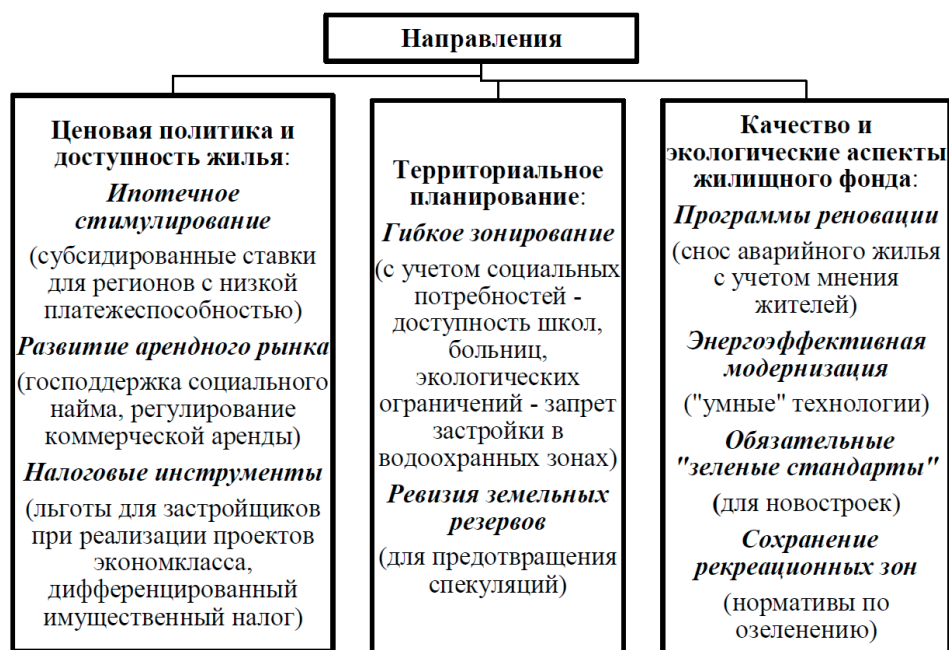 Направления
Ценовая политика и
доступность жилья:
Ипотечное
стимулирование
(субсидированные ставки
для регионов с низкой
платежеспособностью)
Развитие арендного рынка
(господдержка социального
найма, регулирование
коммерческой аренды)
Налоговые инструменты
(льготы для застройщиков
при реализации проектов
экономкласса,
дифференцированный
имущественный налог)
Территориальное
планирование:
Гибкое зонирование
(с учетом социальных
потребностей -
доступность школ,
больниц,
экологических
ограничений - запрет
застройки в
водоохранных зонах)
Ревизия земельных
резервов
(для предотвращения
спекуляций)
Качество и
экологические аспекты
жилищного фонда:
Программы реновации
(снос аварийного жилья
с учетом мнения
жителей)
Энергоэффективная
модернизация
("умные" технологии)
Обязательные
"зеленые стандарты"
(для новостроек)
Сохранение
рекреационных зон
(нормативы по
озеленению)